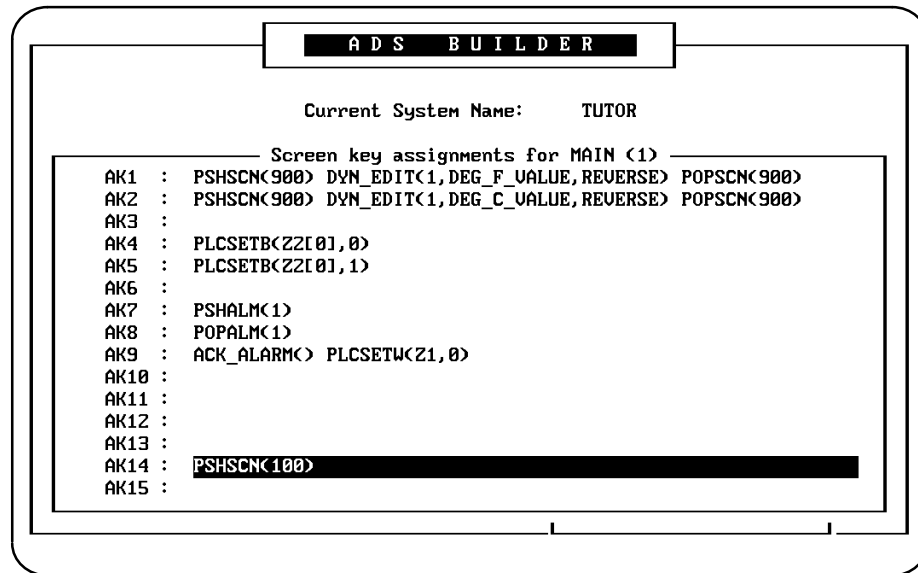 ADS BUILDER
Current System Name: TUTOR
Screen key assignments for MAIN (1)
AK1 : PSHSCN(900) DYN_EDIT(1,DEG_F_VALUE,REVERSE) POPSCN(900)
AK2 : PSHSCN(900) DYN_EDIT(1,DEG_C_VALUE,REVERSE) POPSCN(900)
AK3 :
AK4 : PLCSETB(Z2[0],0)
AK5 : PLCSETB(Z2[0],1)
AK6 :
AK7 : PSHALM(1)
AK8 : POPALM(1)
AK9 : ACK_ALARM() PLCSETW(Z1,0)
AK10 :
AK11 :
AK12 :
AK13 :
AK14 : PSHSCN(100)
AK15 :